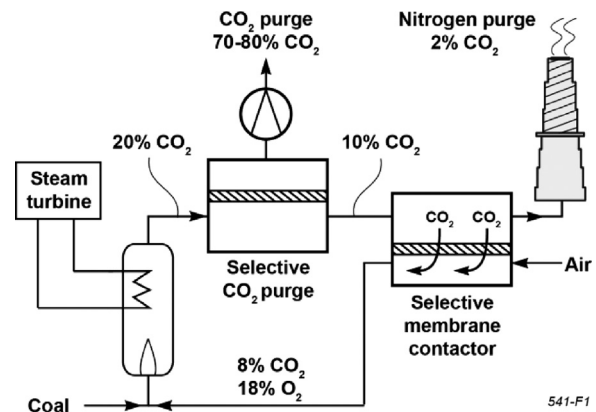 CO₂ purge
70-80% CO₂
Nitrogen purge
2% CO₂
20% CO₂
10% CO₂
Steam
turbine
CO₂
CO₂
Selective
CO₂ purge
Air
Selective
membrane
contactor
8% CO₂
18% O₂
Coal
541-F1